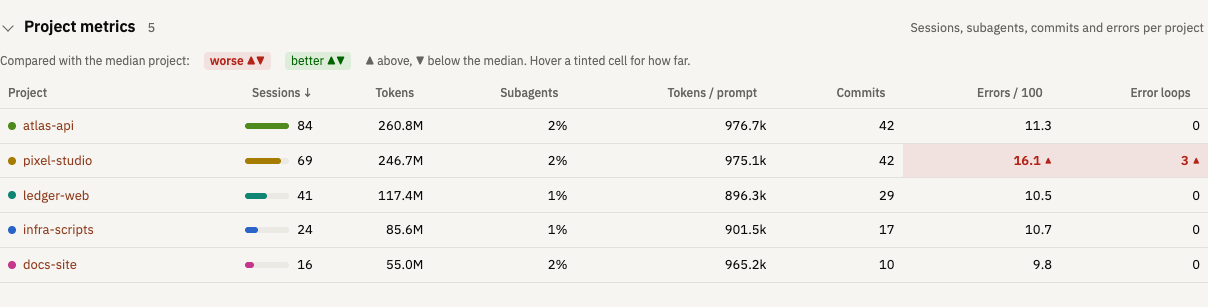 Project metrics 5 Sessions, subagents, commits and errors per project
Compared with the median project: worse ▲▼ better ▲▼ ▲ above, ▼ below the median. Hover a tinted cell for how far.
Project Sessions ↓ Tokens Subagents Tokens / prompt Commits Errors / 100 Error loops
atlas-api 84 260.8M 2% 976.7k 42 11.3 0
pixel-studio 69 246.7M 2% 975.1k 42 16.1 ▲ 3 ▲
ledger-web 41 117.4M 1% 896.3k 29 10.5 0
infra-scripts 24 85.6M 1% 901.5k 17 10.7 0
docs-site 16 55.0M 2% 965.2k 10 9.8 0